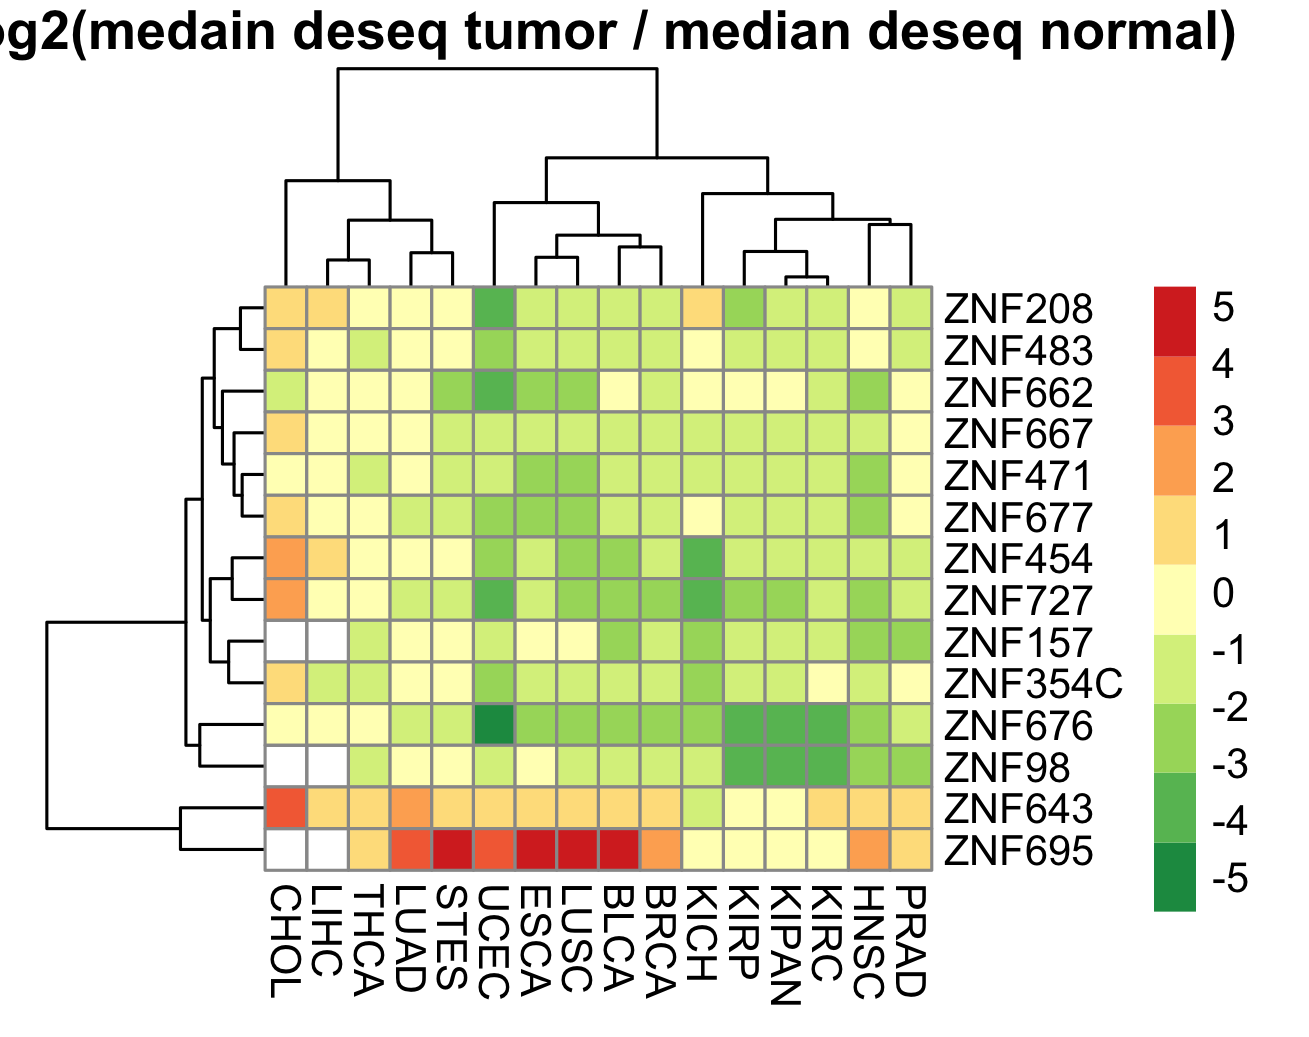 og2(medain deseq tumor / median deseq normal)
ZNF208
ZNF483
ZNF662
ZNF667
ZNF471
ZNF677
ZNF454
ZNF727
ZNF157
ZNF354C
ZNF676
ZNF98
ZNF643
ZNF695
5
4
3
2
1
0
-1
-2
-3
-4
-5
CHOL
LIHC
THCA
LUAD
STES
UCEC
ESCA
LUSC
BLCA
BRCA
KICH
KIRP
KIPAN
KIRC
HNSC
PRAD